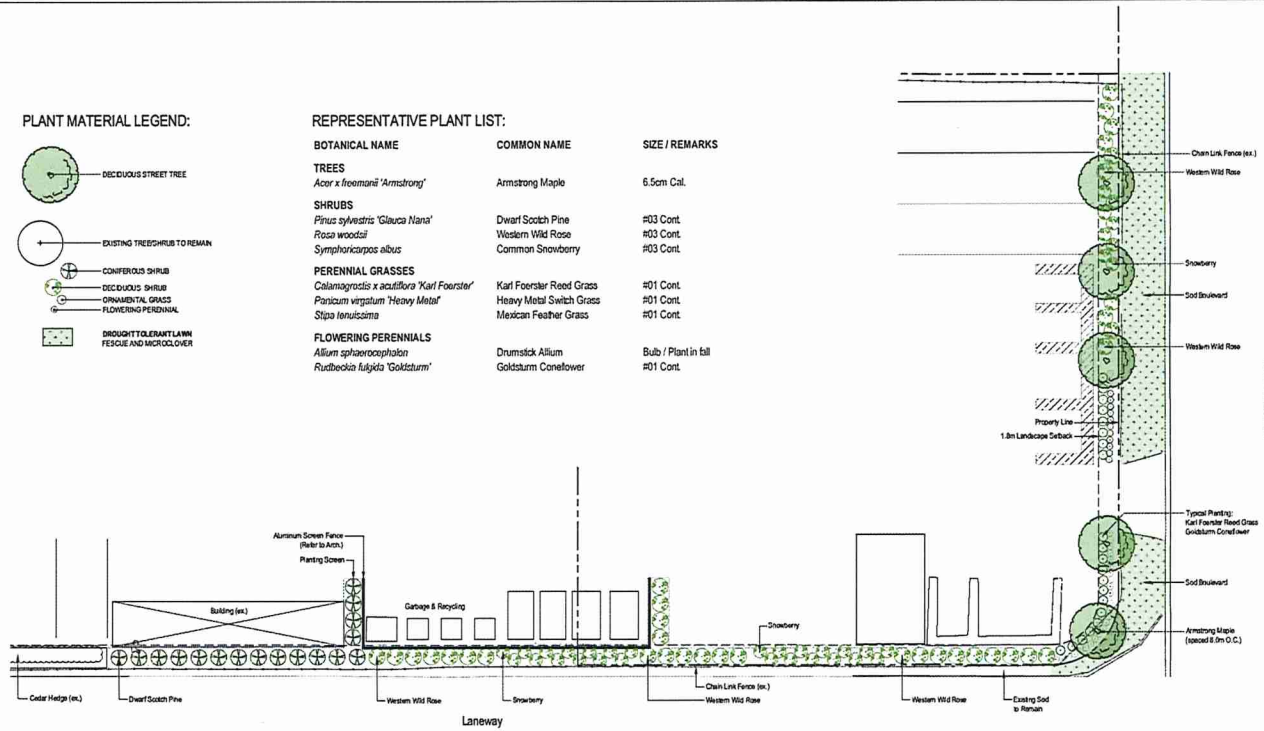 PLANT MATERIAL LEGEND:
DECIDUOUS STREET TREE
EXISTING TREE/SHRUB TO REMAIN
CONIFEROUS SHRUB
DECIDUOUS SHRUB
ORNAMENTAL GRASS
FLOWERING PERENNIAL
DROUGHT TOLERANT LAWN
FESCUE AND MICROCLOVER
REPRESENTATIVE PLANT LIST:
BOTANICAL NAME COMMON NAME SIZE / REMARKS
TREES
Acer x freemanii 'Armstrong' Armstrong Maple 6.5cm Cal.
SHRUBS
Pinus sylvestris 'Glauca Nana' Dwarf Scotch Pine #03 Cont.
Rosa woodsii Western Wild Rose #03 Cont.
Symphoricarpos albus Common Snowberry #03 Cont.
PERENNIAL GRASSES
Calamagrostis x acutiflora 'Karl Foerster' Karl Foerster Reed Grass #01 Cont.
Panicum virgatum 'Heavy Metal' Heavy Metal Switch Grass #01 Cont.
Stipa tenuissima Mexican Feather Grass #01 Cont.
FLOWERING PERENNIALS
Allium sphaerocephalon Drumstick Allium Bulb / Plant in fall
Rudbeckia fulgida 'Goldsturm' Goldsturm Coneflower #01 Cont.
Chain Link Fence (ex.)
Western Wild Rose
Snowberry
Sod Boulevard
Western Wild Rose
Property Line
1.8m Landscape Setback
Typical Planting:
Karl Foerster Reed Grass
Goldsturm Coneflower
Sod Boulevard
Armstrong Maple
(spaced 8.0m O.C.)
Aluminum Screen Fence
(Refer to Arch.)
Planting Screen
Building (ex.)
Garbage & Recycling
Snowberry
Cedar Hedge (ex.)
Dwarf Scotch Pine
Western Wild Rose
Snowberry
Chain Link Fence (ex.)
Western Wild Rose
Western Wild Rose
Existing Sod
to Remain
Laneway